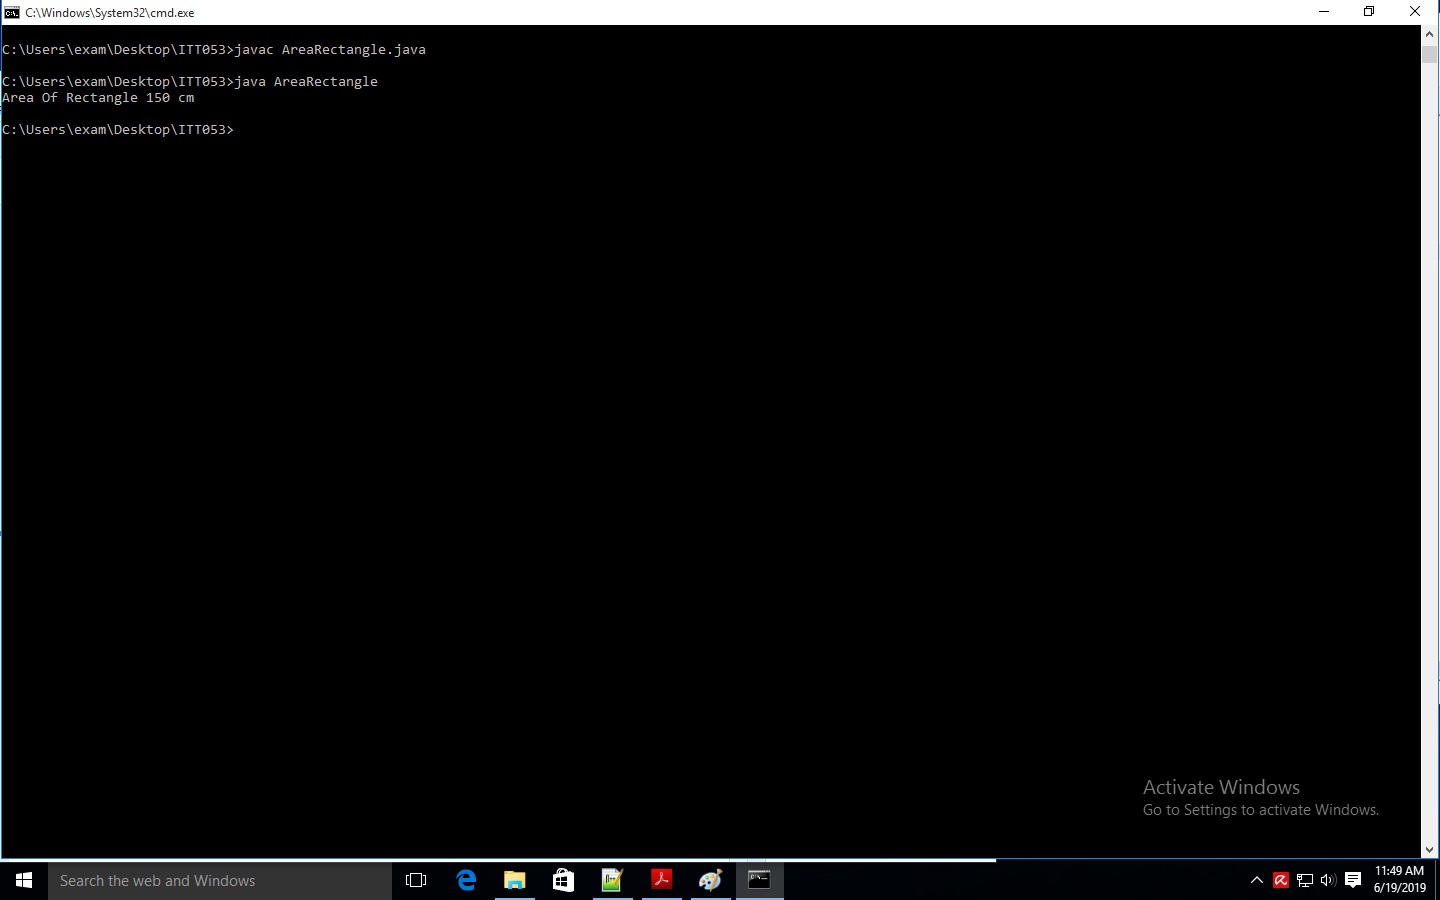 C:\Windows\System32\cmd.exe
C:\Users\exam\Desktop\ITT053>javac AreaRectangle.java
C:\Users\exam\Desktop\ITT053>java AreaRectangle
Area Of Rectangle 150 cm
C:\Users\exam\Desktop\ITT053>
Activate Windows
Go to Settings to activate Windows.
Search the web and Windows
11:49 AM
6/19/2019